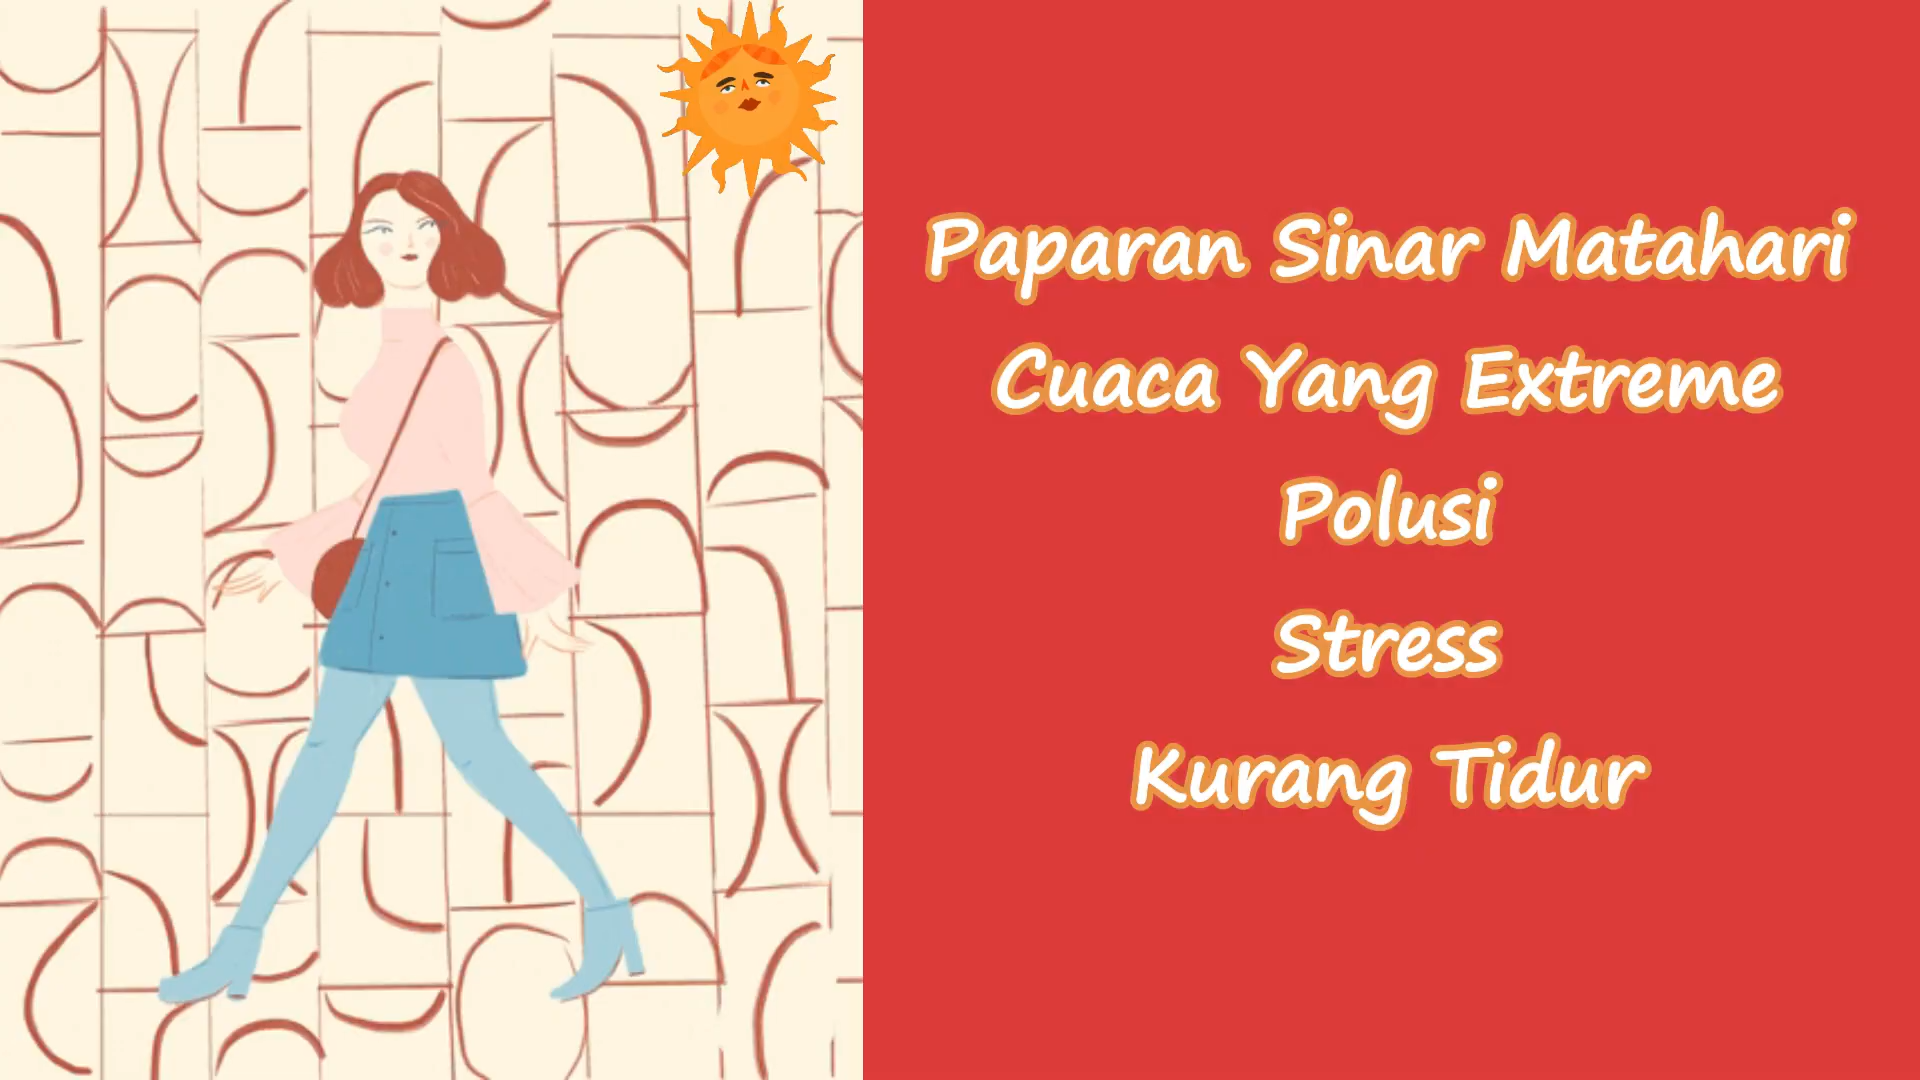 Paparan Sinar Matahari
Cuaca Yang Extreme
Polusi
Stress
Kurang Tidur